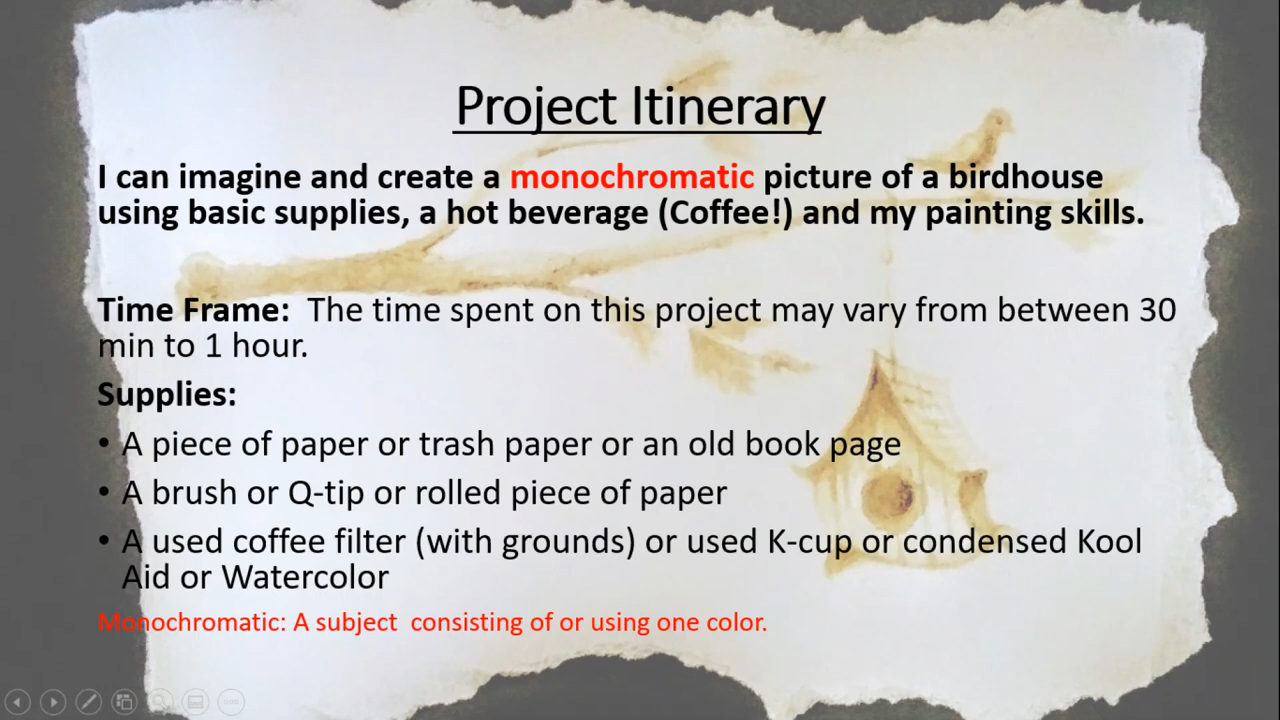 Project Itinerary
I can imagine and create a monochromatic picture of a birdhouse
using basic supplies, a hot beverage (Coffee!) and my painting skills.
Time Frame:  The time spent on this project may vary from between 30
min to 1 hour.
Supplies:
• A piece of paper or trash paper or an old book page
• A brush or Q-tip or rolled piece of paper
• A used coffee filter (with grounds) or used K-cup or condensed Kool
Aid or Watercolor
Monochromatic: A subject  consisting of or using one color.